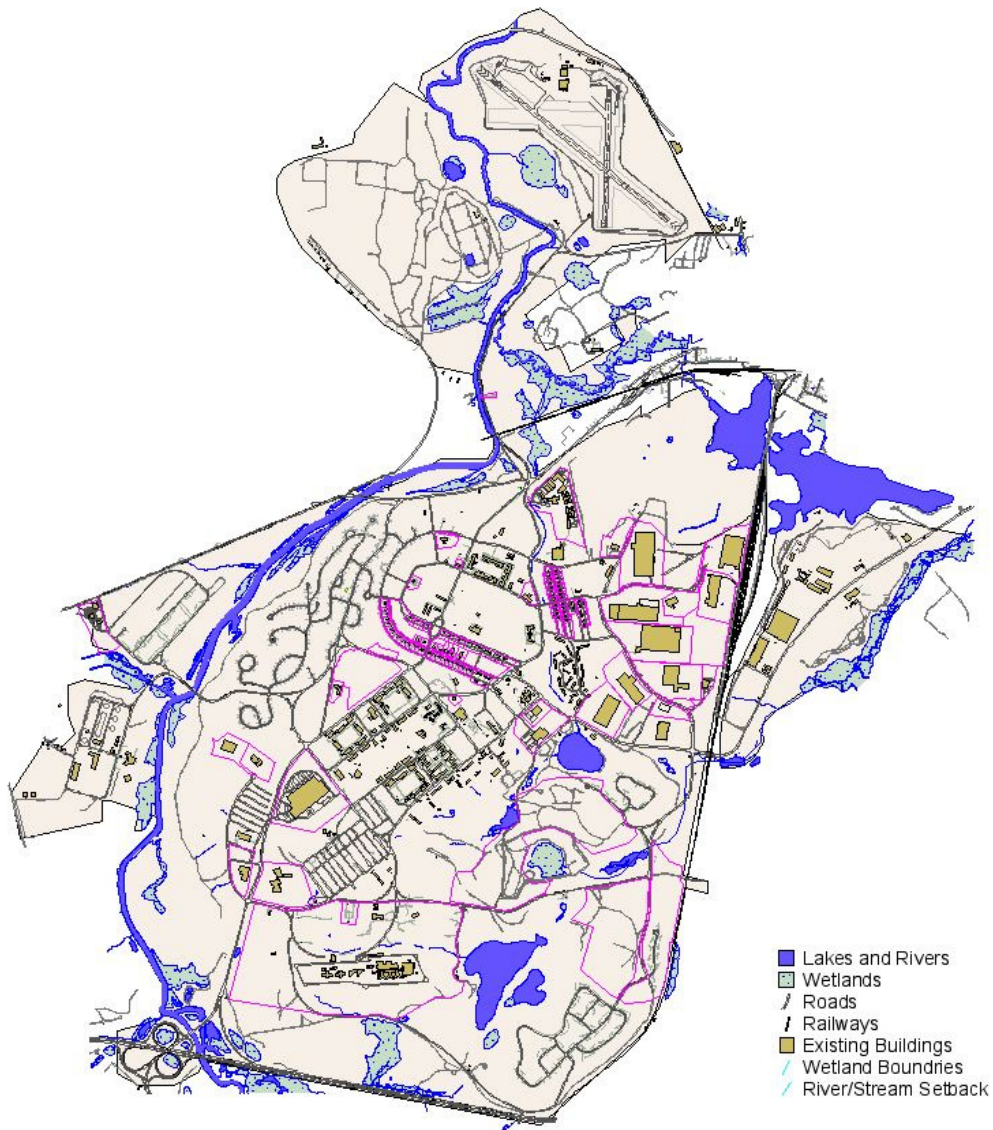 Lakes and Rivers
Wetlands
Roads
Railways
Existing Buildings
Wetland Boundries
River/Stream Setback